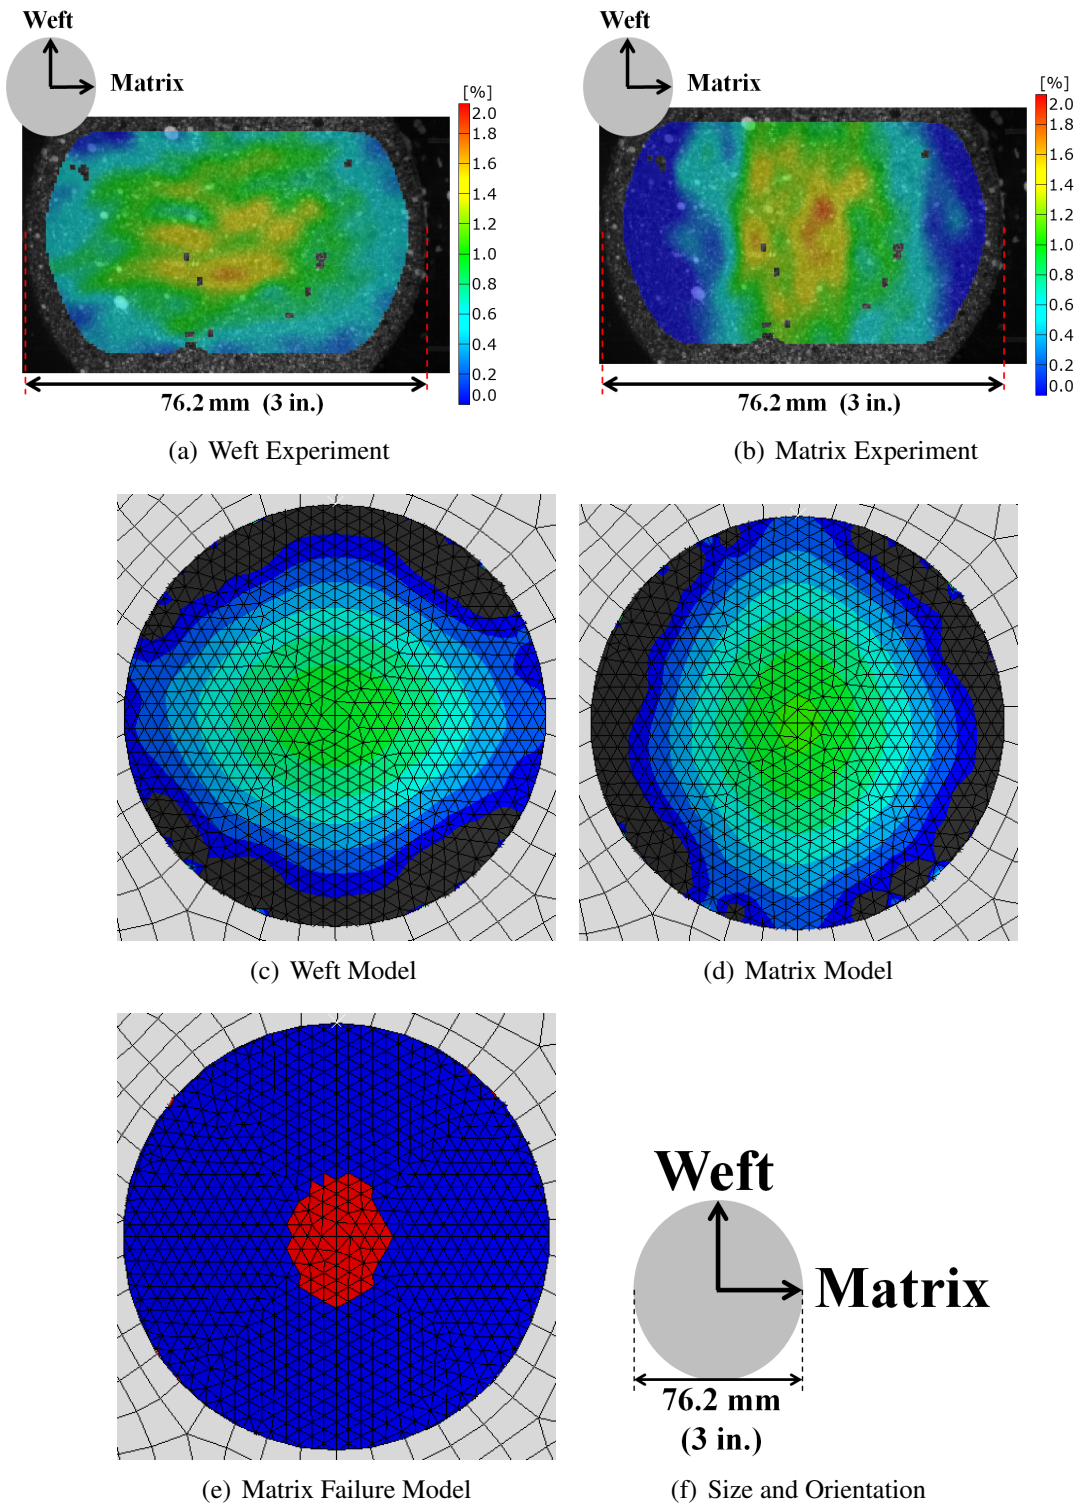 Weft
Matrix
[%]
2.0
1.8
1.6
1.4
1.2
1.0
0.8
0.6
0.4
0.2
0.0
76.2 mm (3 in.)
(a) Weft Experiment
Weft
Matrix
[%]
2.0
1.8
1.6
1.4
1.2
1.0
0.8
0.6
0.4
0.2
0.0
76.2 mm (3 in.)
(b) Matrix Experiment
(c) Weft Model
(d) Matrix Model
(e) Matrix Failure Model
Weft
Matrix
76.2 mm
(3 in.)
(f) Size and Orientation